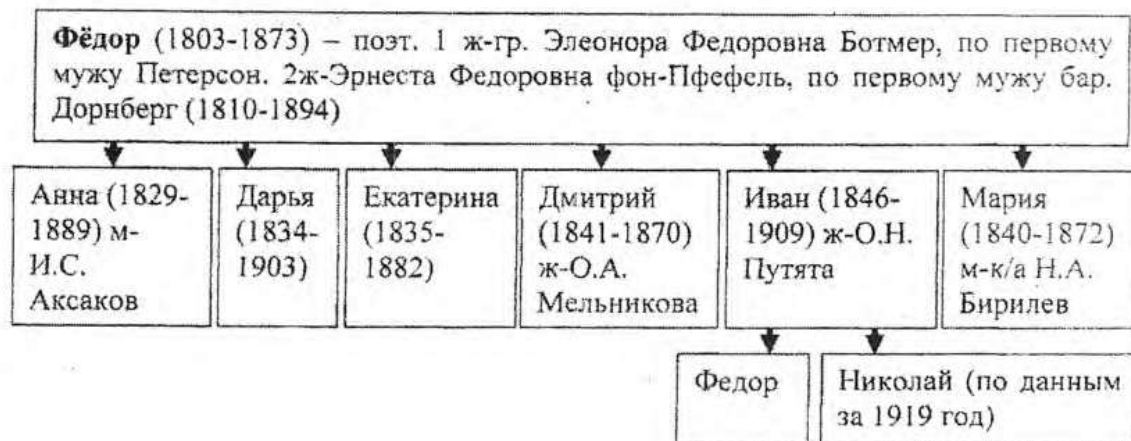 Фёдор (1803-1873) – поэт. 1 ж-гр. Элеонора Федоровна Ботмер, по первому
мужу Петерсон. 2ж-Эрнеста Федоровна фон-Пфефель, по первому мужу бар.
Дорнберг (1810-1894)
Анна (1829-
1889) м-
И.С.
Аксаков
Дарья
(1834-
1903)
Екатерина
(1835-
1882)
Дмитрий
(1841-1870)
ж-О.А.
Мельникова
Иван (1846-
1909) ж-О.Н.
Путята
Мария
(1840-1872)
м-к/а Н.А.
Бирилев
Федор
Николай (по данным
за 1919 год)